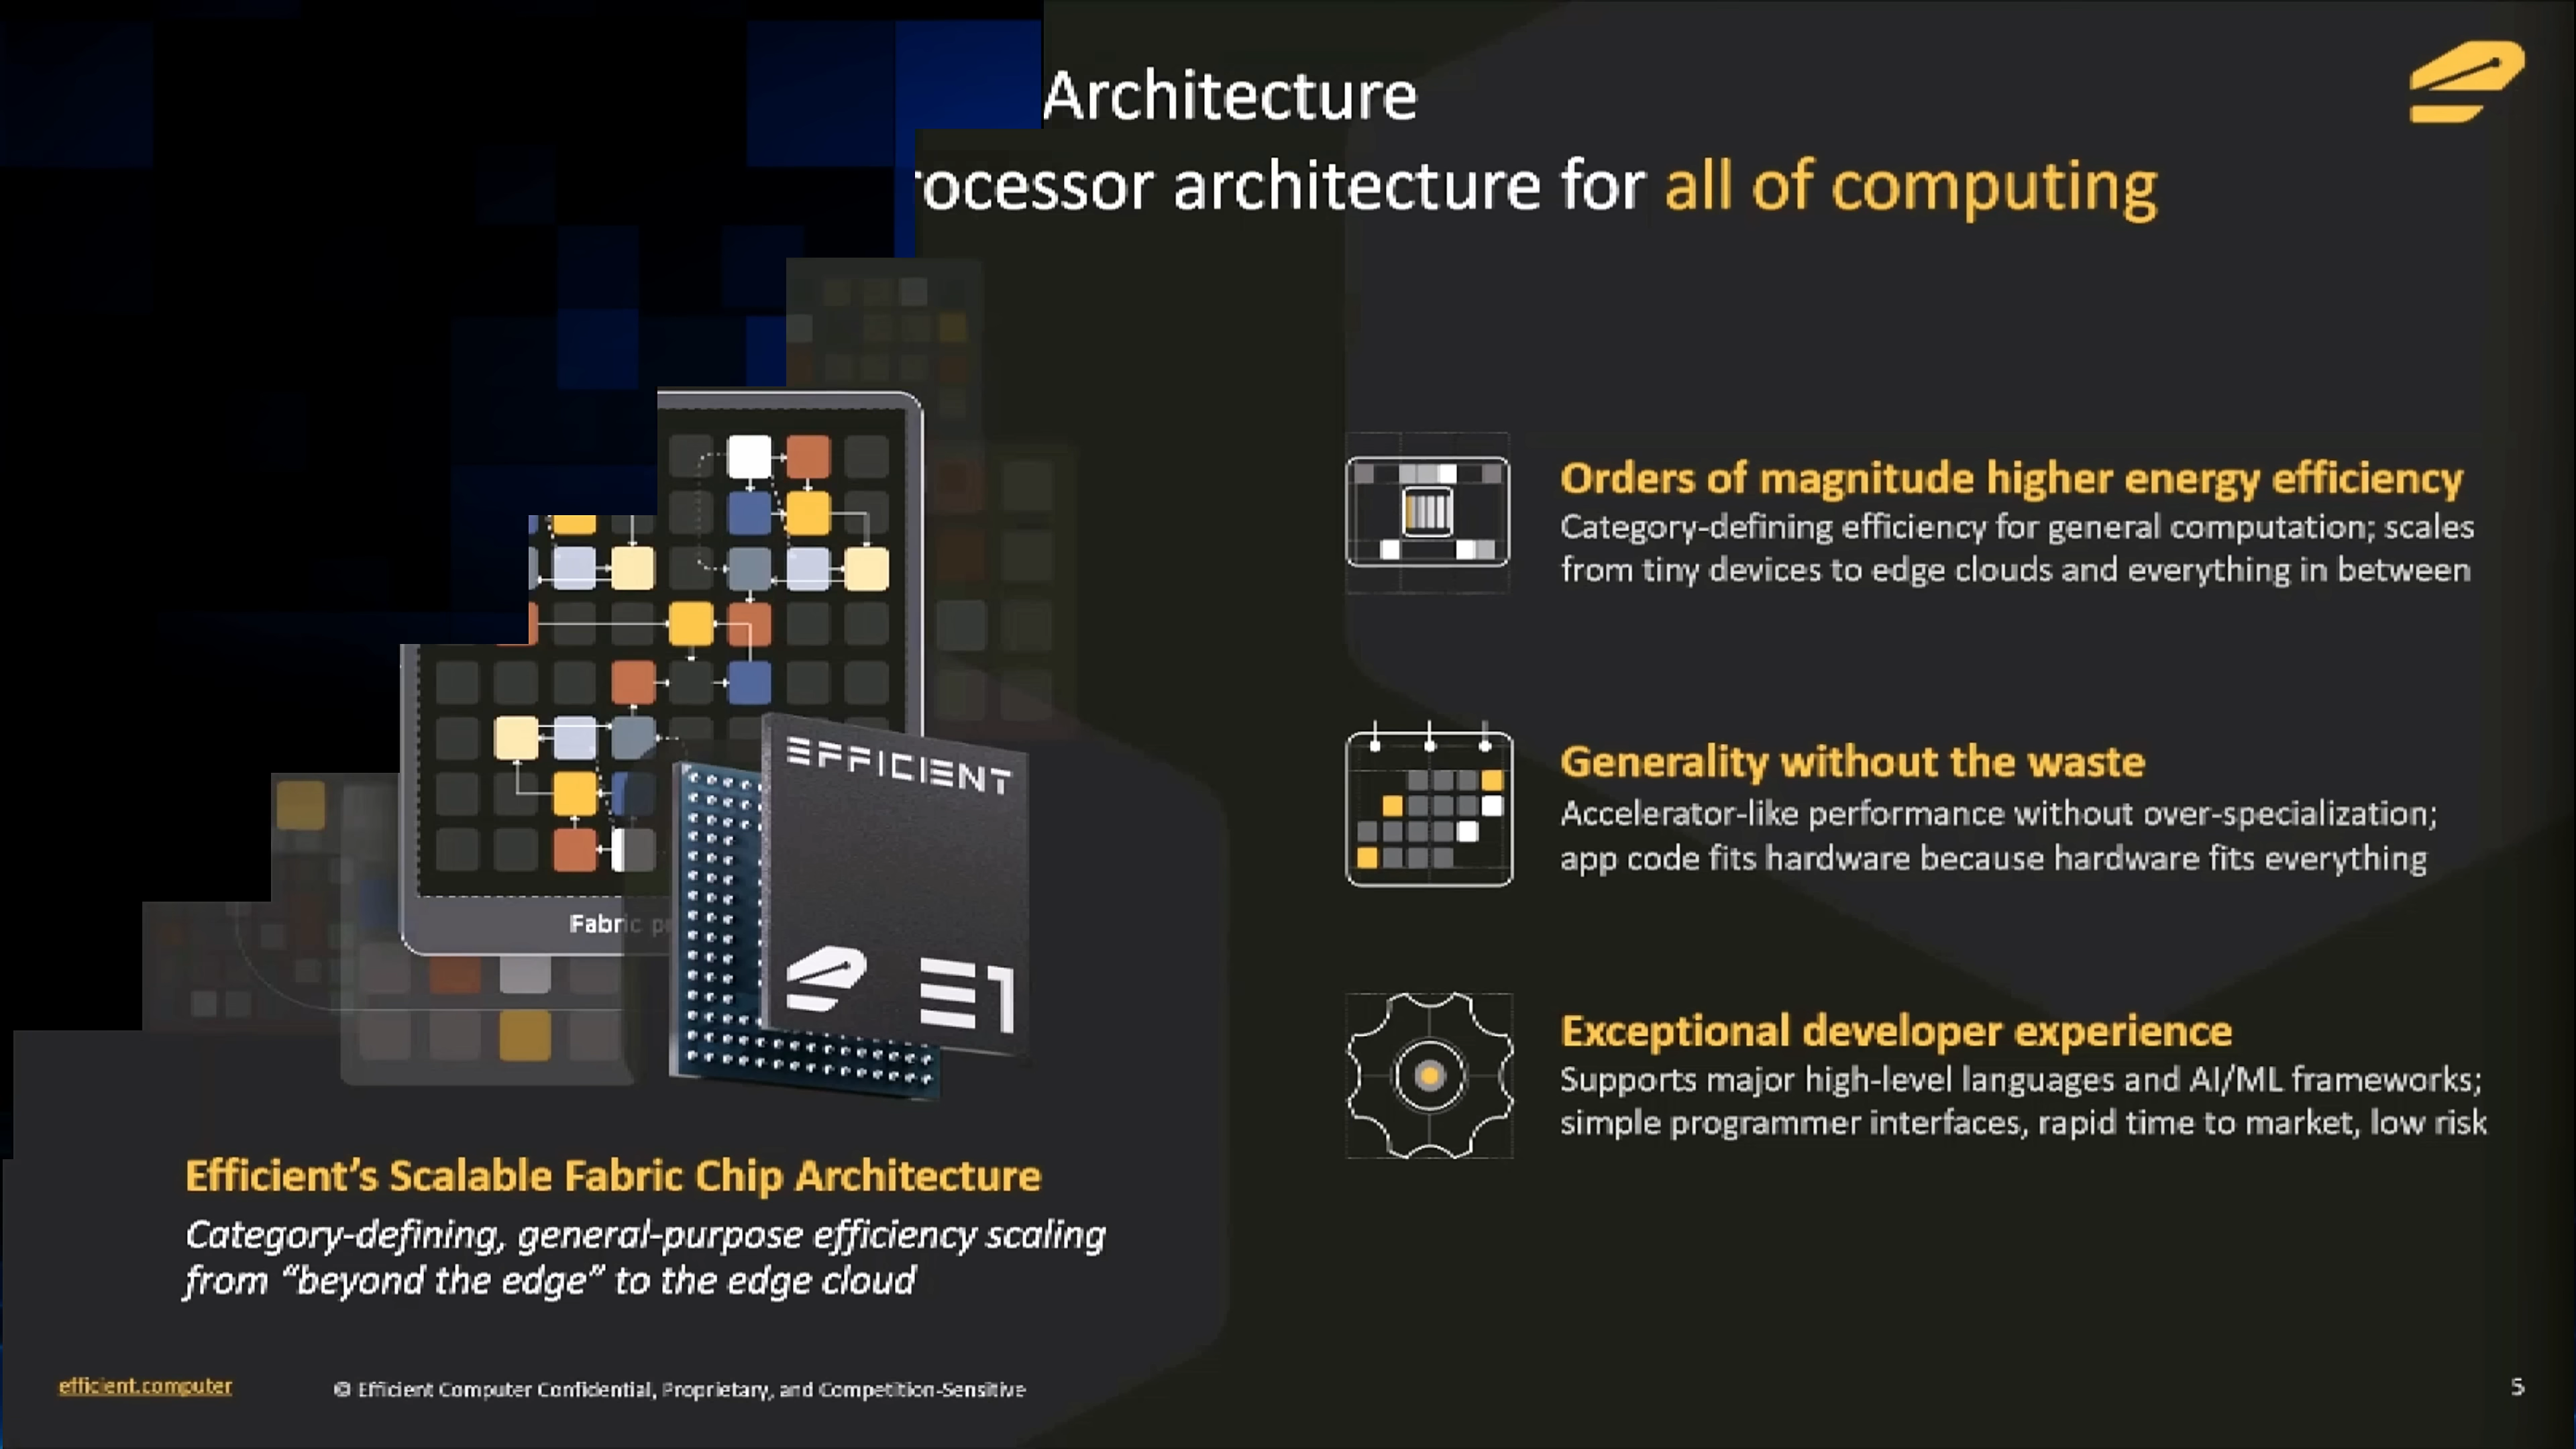 Architecture
rocessor architecture for all of computing
Orders of magnitude higher energy efficiency
Category-defining efficiency for general computation; scales
from tiny devices to edge clouds and everything in between
Generality without the waste
Accelerator-like performance without over-specialization;
app code fits hardware because hardware fits everything
Exceptional developer experience
Supports major high-level languages and AI/ML frameworks;
simple programmer interfaces, rapid time to market, low risk
Fabric
EFFICIENT
E1
Efficient’s Scalable Fabric Chip Architecture
Category-defining, general-purpose efficiency scaling
from “beyond the edge” to the edge cloud
efficient.computer
© Efficient Computer Confidential, Proprietary, and Competition-Sensitive
5